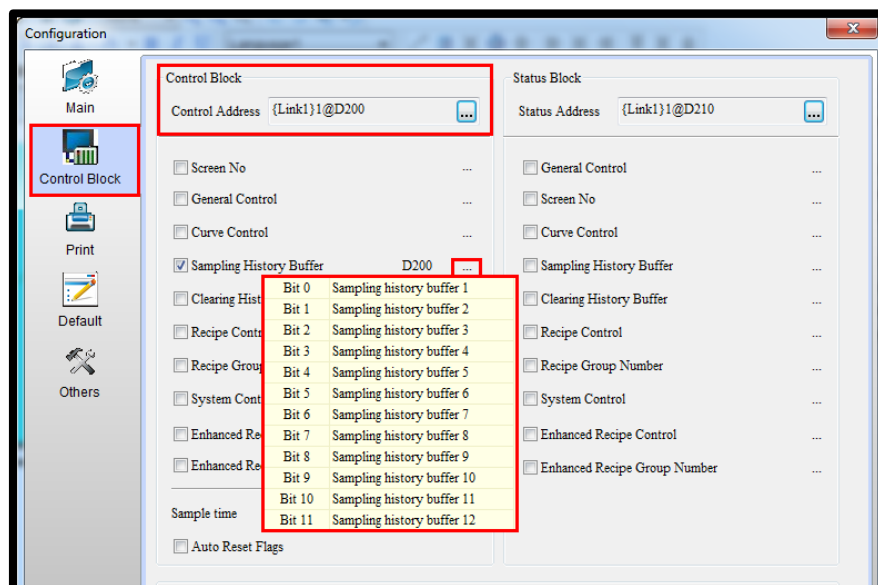 Configuration
Main
Control Block
Print
Default
Others
Control Block
Control Address {Link1}1@D200 ...
Screen No ...
General Control ...
Curve Control ...
Sampling History Buffer D200 ...
Clearing Hist
Recipe Contr
Recipe Group
System Cont
Enhanced Re
Enhanced Re
Bit 0 Sampling history buffer 1
Bit 1 Sampling history buffer 2
Bit 2 Sampling history buffer 3
Bit 3 Sampling history buffer 4
Bit 4 Sampling history buffer 5
Bit 5 Sampling history buffer 6
Bit 6 Sampling history buffer 7
Bit 7 Sampling history buffer 8
Bit 8 Sampling history buffer 9
Bit 9 Sampling history buffer 10
Bit 10 Sampling history buffer 11
Bit 11 Sampling history buffer 12
Sample time
Auto Reset Flags
Status Block
Status Address {Link1}1@D210 ...
General Control ...
Screen No ...
Curve Control ...
Sampling History Buffer ...
Clearing History Buffer ...
Recipe Control ...
Recipe Group Number ...
System Control ...
Enhanced Recipe Control ...
Enhanced Recipe Group Number ...